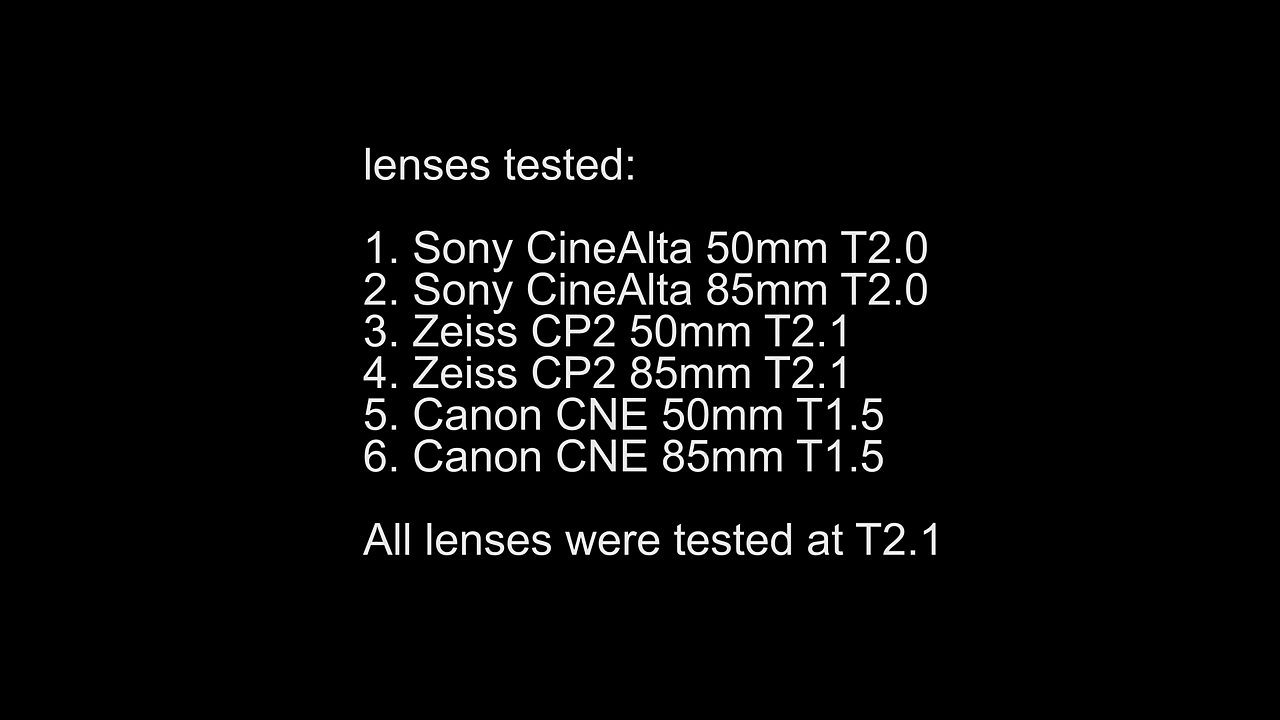 lenses tested:
1. Sony CineAlta 50mm T2.0
2. Sony CineAlta 85mm T2.0
3. Zeiss CP2 50mm T2.1
4. Zeiss CP2 85mm T2.1
5. Canon CNE 50mm T1.5
6. Canon CNE 85mm T1.5
All lenses were tested at T2.1